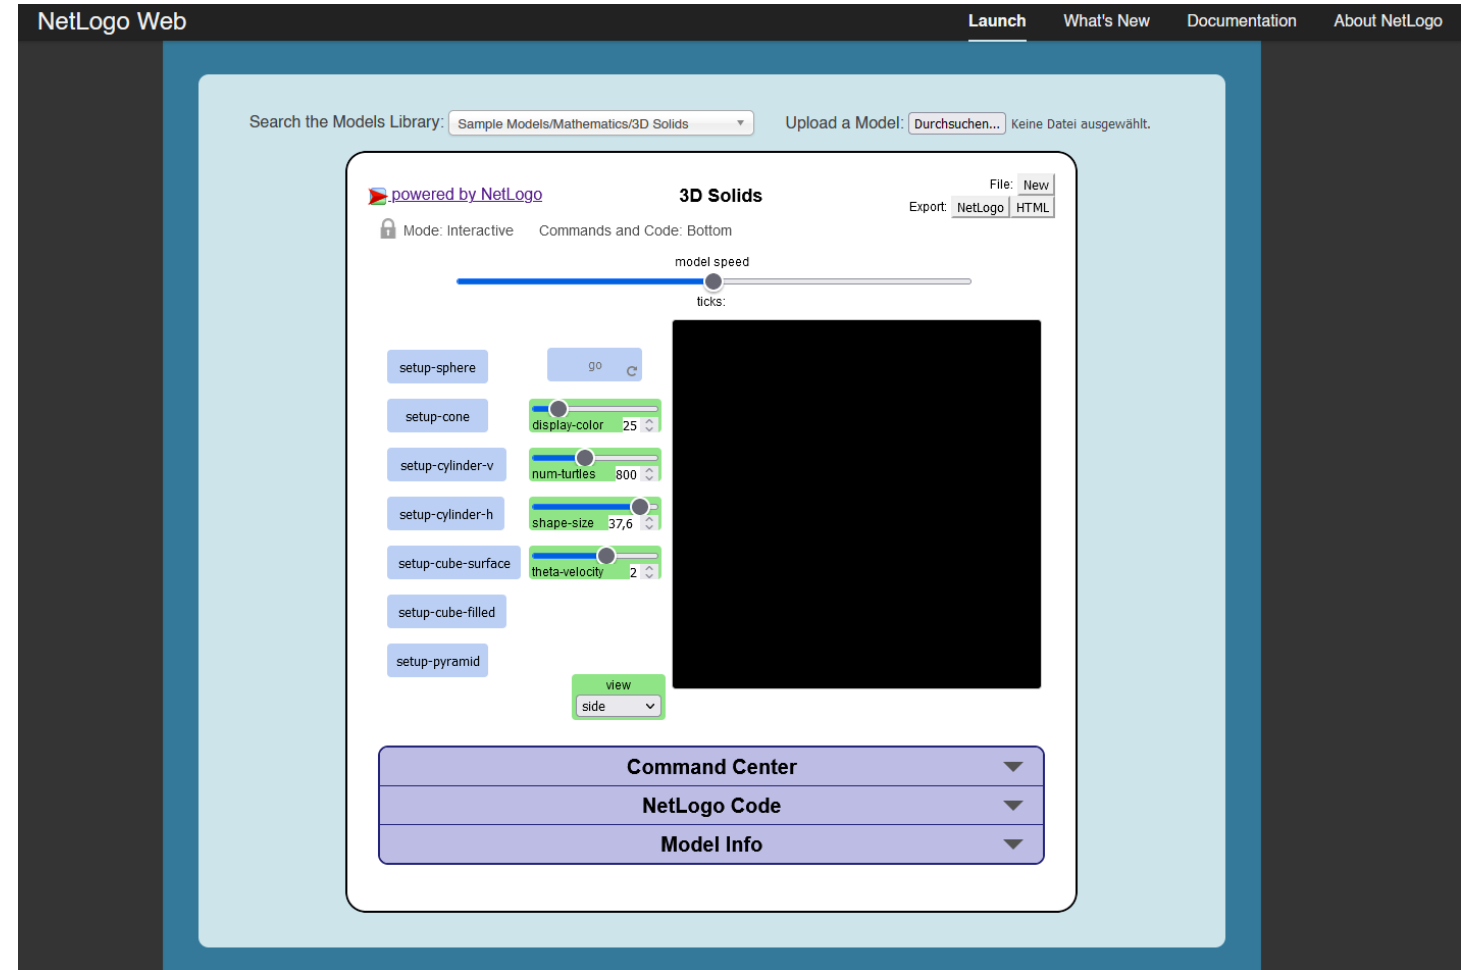 NetLogo Web Launch What's New Documentation About NetLogo
Search the Models Library: Sample Models/Mathematics/3D Solids Upload a Model: Durchsuchen... Keine Datei ausgewählt.
powered by NetLogo 3D Solids File: New
Export: NetLogo HTML
Mode: Interactive Commands and Code: Bottom
model speed
ticks:
setup-sphere go
setup-cone display-color 25
setup-cylinder-v num-turtles 800
setup-cylinder-h shape-size 37,6
setup-cube-surface theta-velocity 2
setup-cube-filled
setup-pyramid
view
side
Command Center
NetLogo Code
Model Info